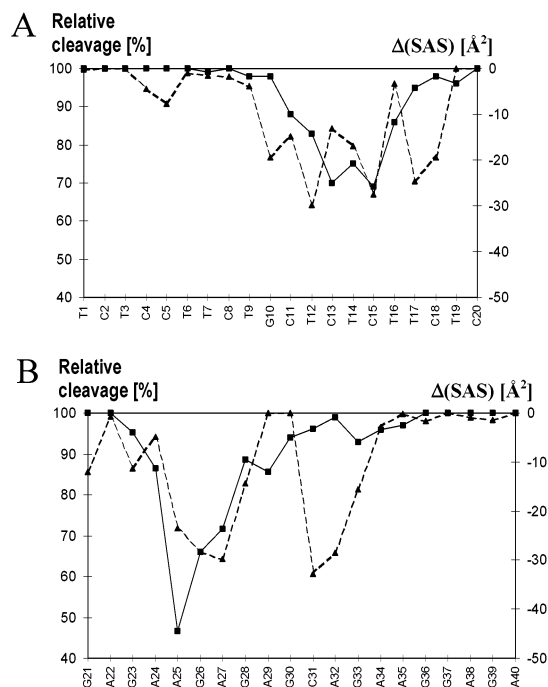 A
Relative
cleavage [%]
Δ(SAS) [Å²]
100
90
80
70
60
50
40
0
-10
-20
-30
-40
-50
T1 C2 T3 C4 C5 T6 T7 C8 T9 G10 C11 T12 C13 T14 C15 T16 T17 C18 T19 C20
B
Relative
cleavage [%]
Δ(SAS) [Å²]
100
90
80
70
60
50
40
0
-10
-20
-30
-40
-50
G21 A22 G23 A24 A25 G26 A27 G28 A29 G30 C31 A32 G33 A34 A35 G36 G37 A38 G39 A40